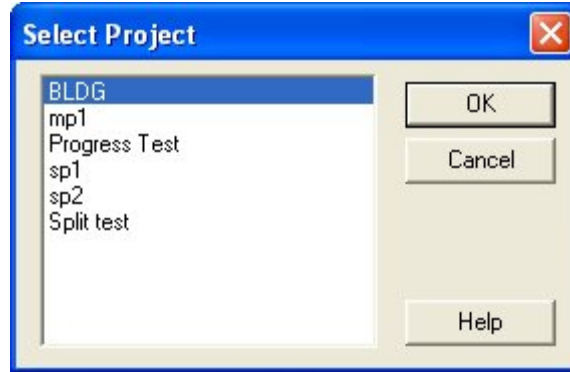 Select Project
BLDG
mp1
Progress Test
sp1
sp2
Split test
OK
Cancel
Help